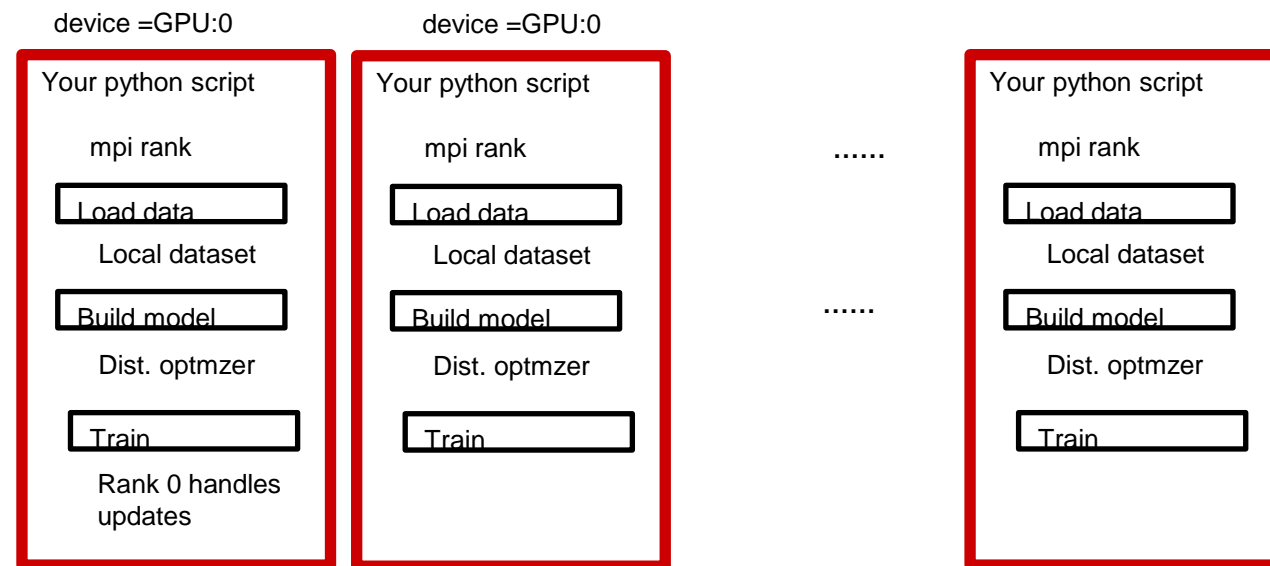 device =GPU:0
Your python script
mpi rank
Load data
Local dataset
Build model
Dist. optmzer
Train
Rank 0 handles
updates
device =GPU:0
Your python script
mpi rank
Load data
Local dataset
Build model
Dist. optmzer
Train
......
......
Your python script
mpi rank
Load data
Local dataset
Build model
Dist. optmzer
Train